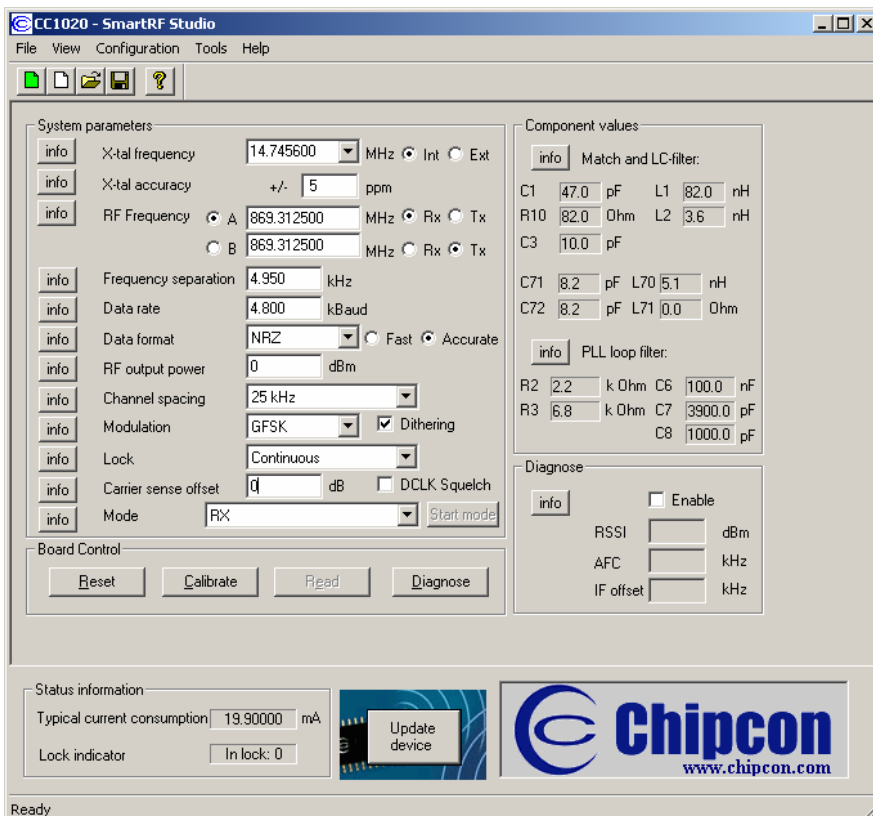 CC1020 - SmartRF Studio
File View Configuration Tools Help
System parameters
info X-tal frequency 14.745600 MHz Int Ext
info X-tal accuracy +/- 5 ppm
info RF Frequency A 869.312500 MHz Rx Tx
B 869.312500 MHz Rx Tx
info Frequency separation 4.950 kHz
info Data rate 4.800 kBaud
info Data format NRZ Fast Accurate
info RF output power 0 dBm
info Channel spacing 25 kHz
info Modulation GFSK Dithering
info Lock Continuous
info Carrier sense offset 0 dB DCLK Squelch
info Mode RX Start mode
Board Control
Reset Calibrate Read Diagnose
Component values
info Match and LC-filter:
C1 47.0 pF L1 82.0 nH
R10 82.0 Ohm L2 3.6 nH
C3 10.0 pF
C71 8.2 pF L70 5.1 nH
C72 8.2 pF L71 0.0 Ohm
info PLL loop filter:
R2 2.2 k Ohm C6 100.0 nF
R3 6.8 k Ohm C7 3900.0 pF
C8 1000.0 pF
Diagnose
info Enable
RSSI dBm
AFC kHz
IF offset kHz
Status information
Typical current consumption 19.90000 mA
Lock indicator In lock: 0
Update
device
Chipcon
www.chipcon.com
Ready